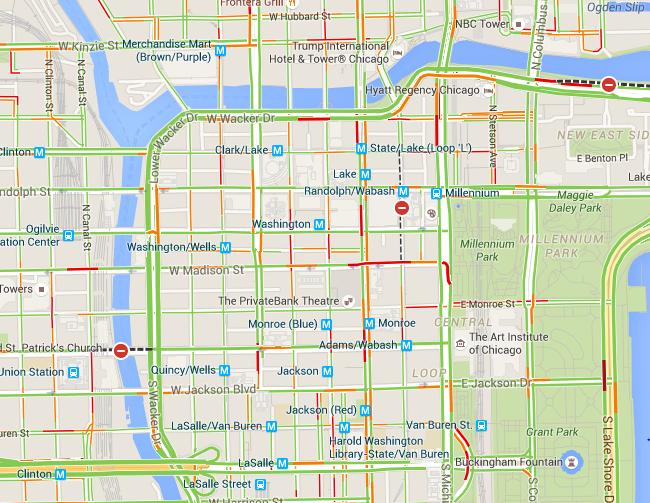 Frontera Grill
W Hubbard St
Ogden Slip
NBC Tower
N Columbus
W Kinzie St
Merchandise Mart
(Brown/Purple)
Trump International
Hotel & Tower® Chicago
N Clinton St
N Canal St
Hyatt Regency Chicago
N Stetson Ave
W Wacker Dr
Lower Wacker Dr
NEW EAST SID
Clinton
Clark/Lake
State/Lake (Loop 'L')
E Benton Pl
Lake
Lake
ndolph St
Randolph/Wabash
Millennium
Maggie
Daley Park
N Canal St
Ogilvie
ation Center
Washington
Washington/Wells
Millennium
Park
MILLENNIUM
PARK
W Madison St
Towers
The PrivateBank Theatre
E Monroe St
Monroe (Blue)
Monroe
CENTRAL
The Art Institute
of Chicago
d St. Patrick's Church
Adams/Wabash
Union Station
Quincy/Wells
Jackson
LOOP
W Jackson Blvd
E Jackson Dr
S Wacker Dr
Jackson (Red)
S Lake Shore D
uren St
LaSalle/Van Buren
Van Buren St.
Harold Washington
Library-State/Van Buren
Grant Park
Clinton
LaSalle
Buckingham Fountain
LaSalle Street
S Mich
S Co
W Harrison St